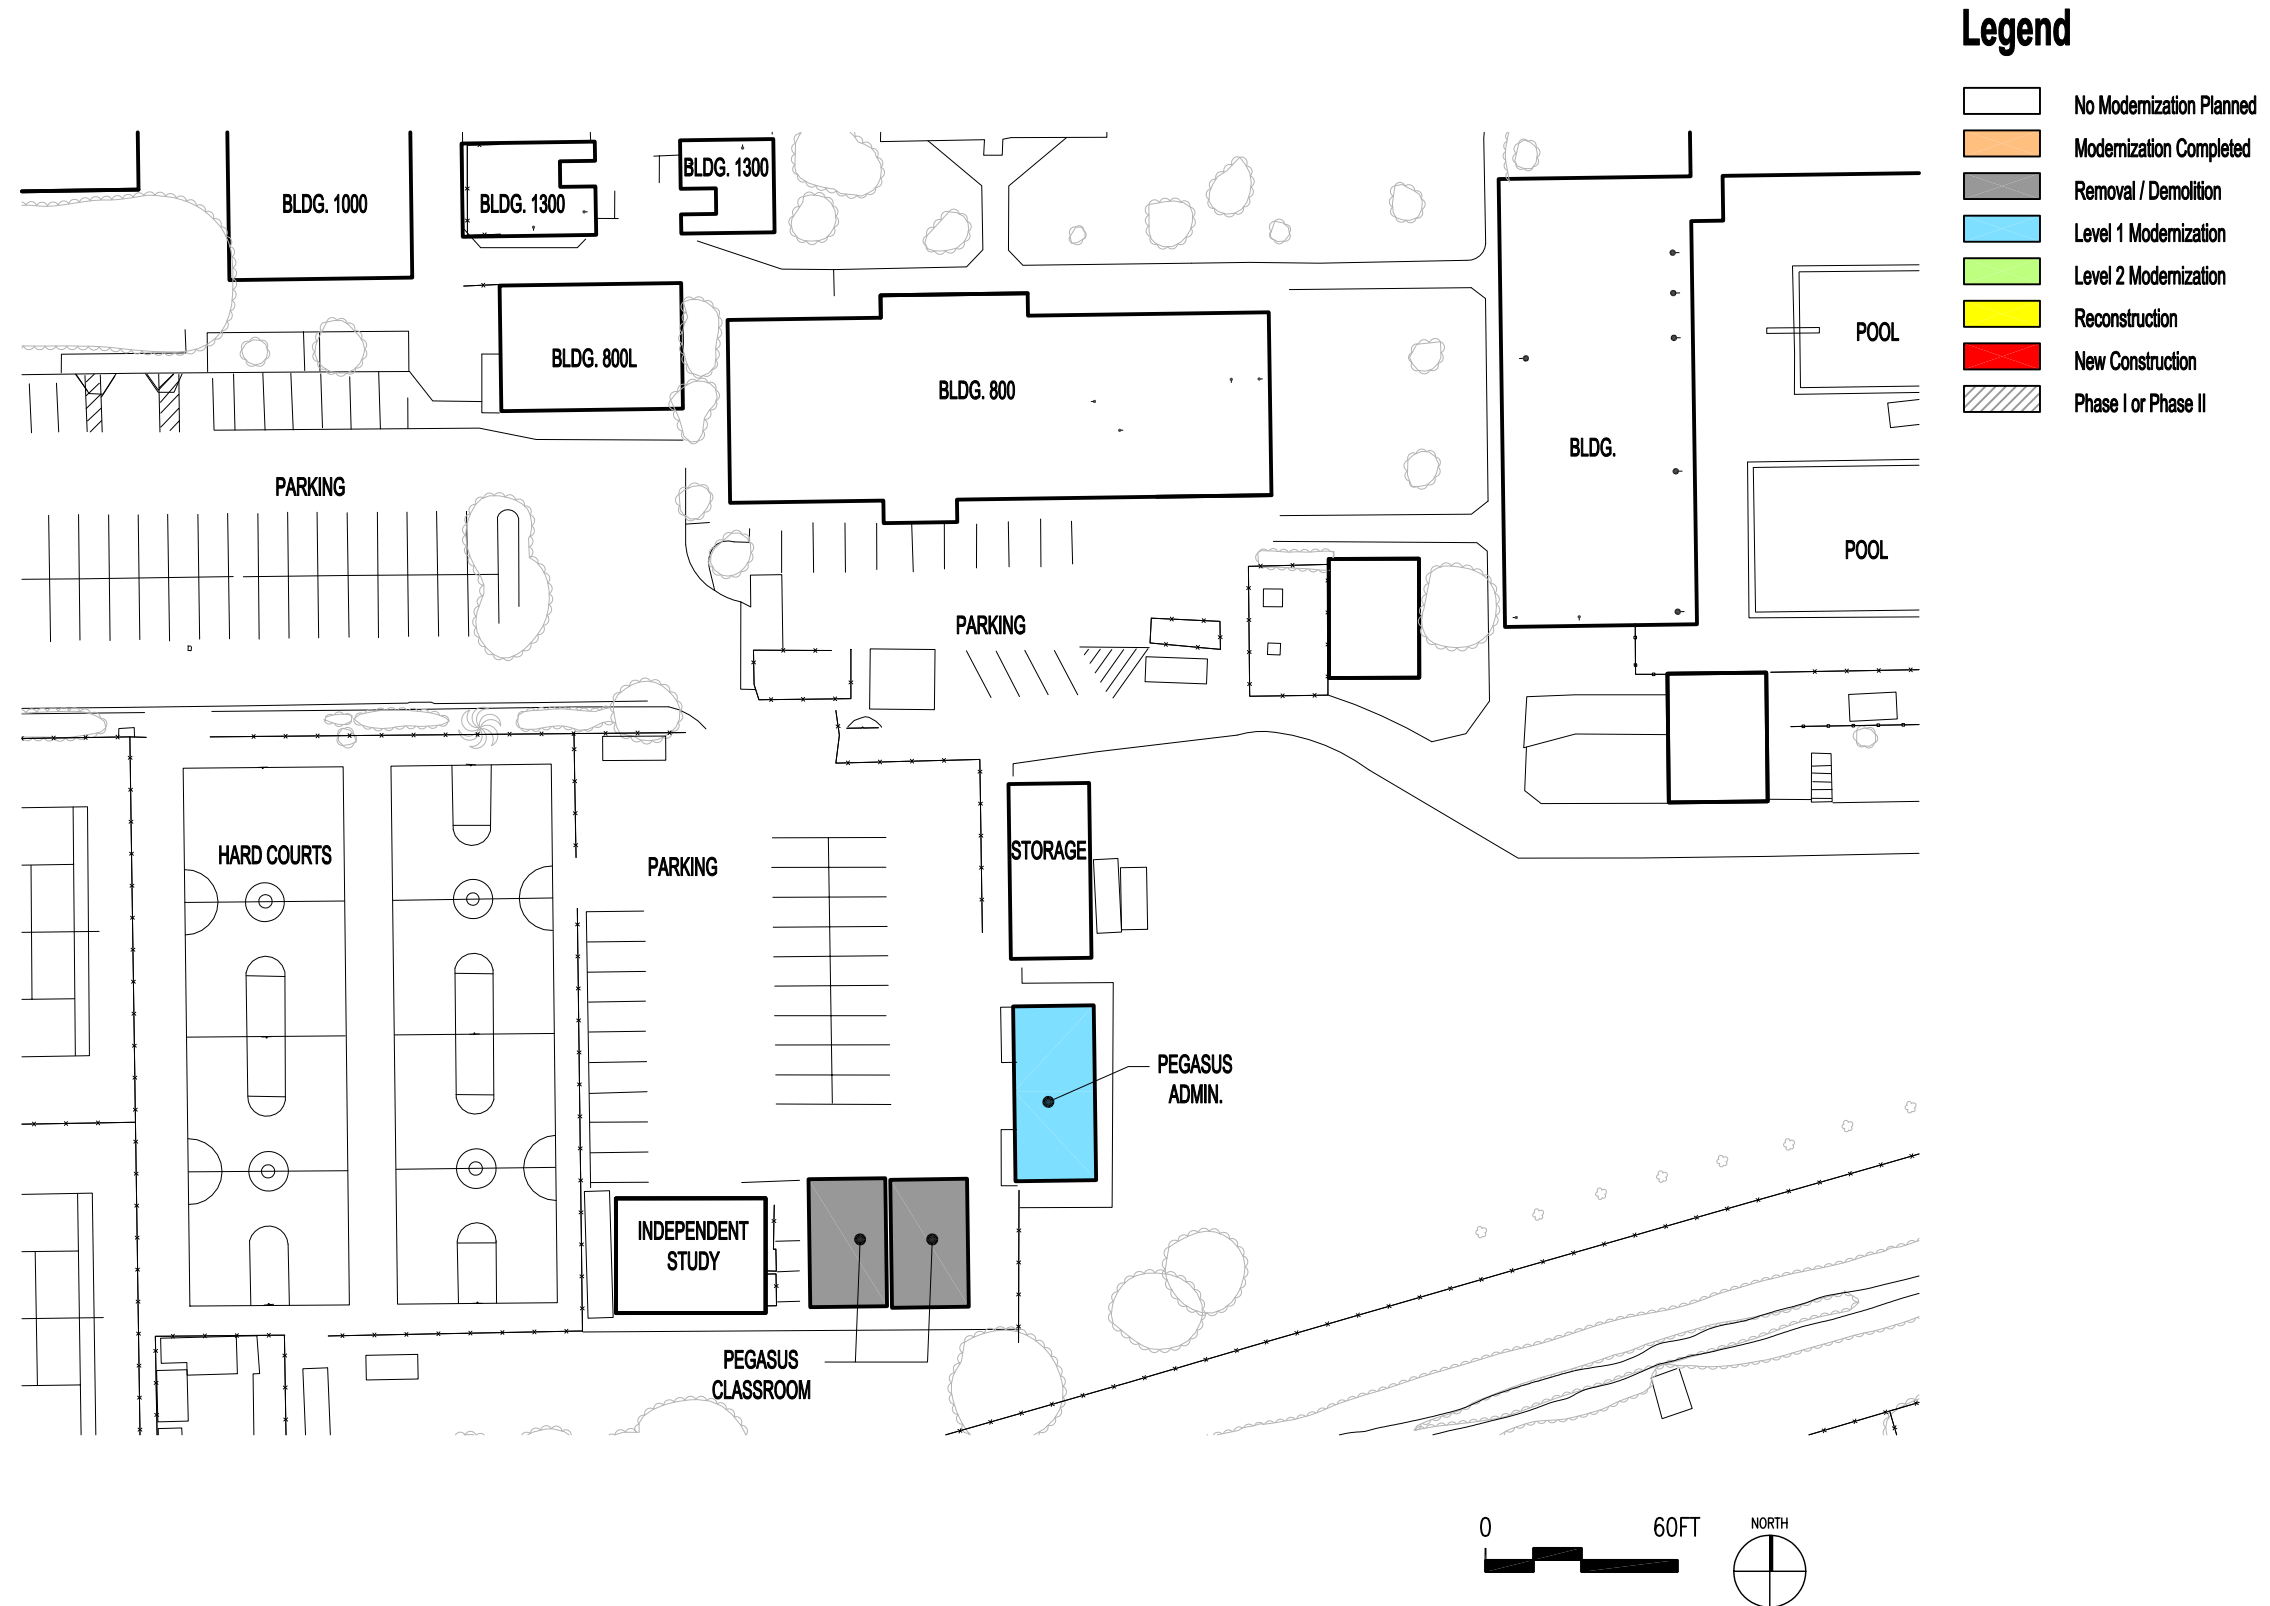 Legend
No Modernization Planned
Modernization Completed
Removal / Demolition
Level 1 Modernization
Level 2 Modernization
Reconstruction
New Construction
Phase I or Phase II
BLDG. 1000
BLDG. 1300
BLDG. 1300
BLDG. 800L
BLDG. 800
BLDG.
POOL
POOL
PARKING
PARKING
HARD COURTS
PARKING
STORAGE
PEGASUS
ADMIN.
INDEPENDENT
STUDY
PEGASUS
CLASSROOM
0
60FT
NORTH